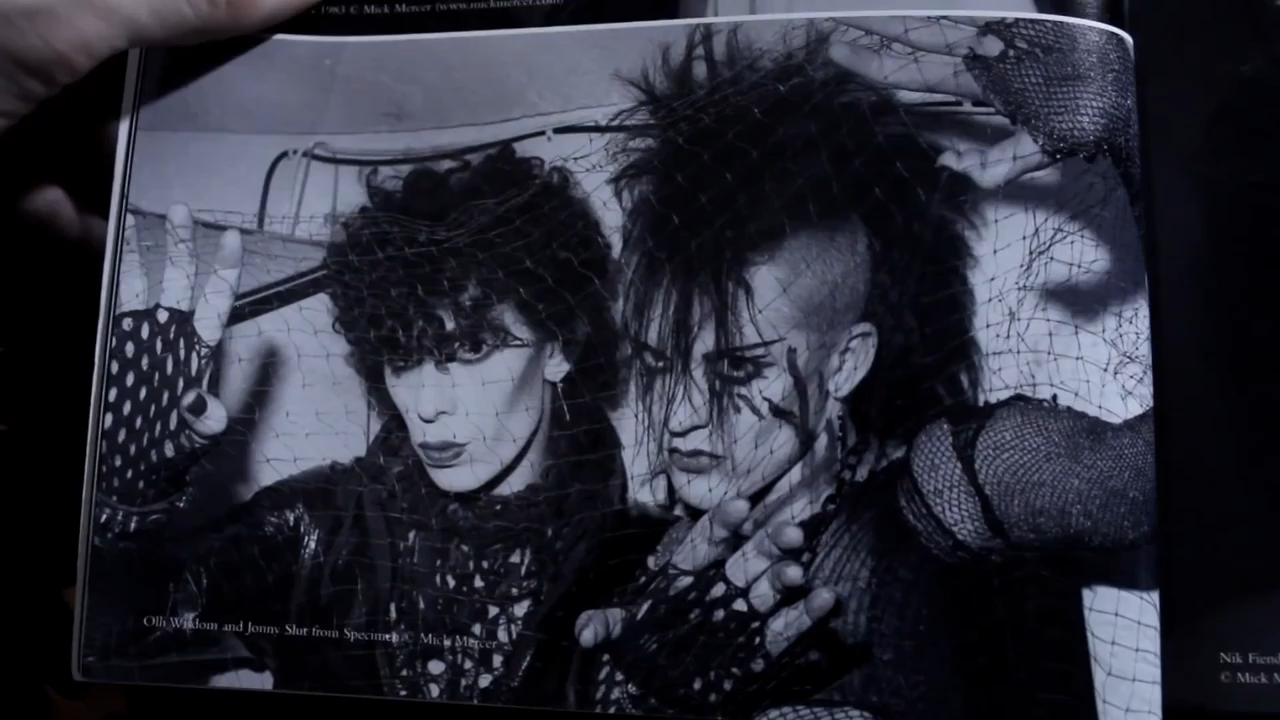 1983 © Mick Mercer (www.mickmercer.com)
Olli Wisdom and Jonny Slut from Specimen © Mick Mercer
Nik Fiend
© Mick M